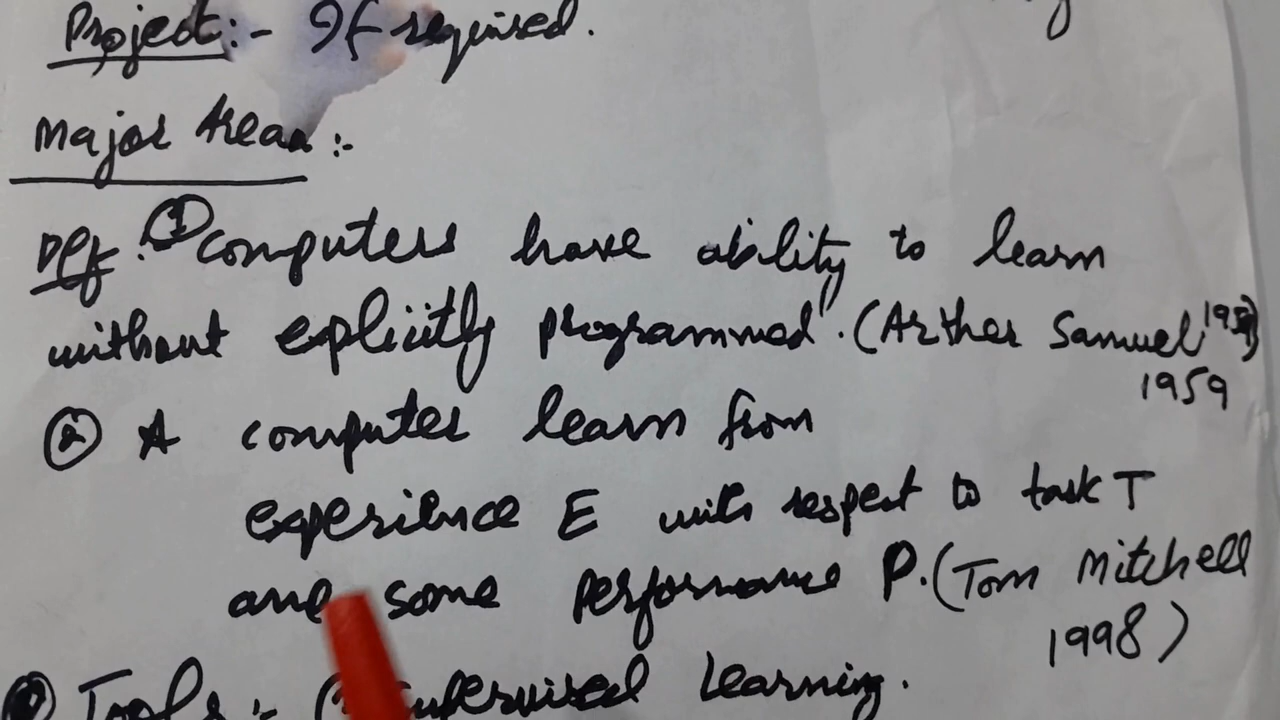 Project:- If required.
Major Area :-
Def: ① Computers have ability to learn
without explicitly programmed. (Arther Samuel
1959
② A computer learn from
experience E with respect to task T
and some performance P. (Tom Mitchell
1998)
Tools:- Supervised Learning.